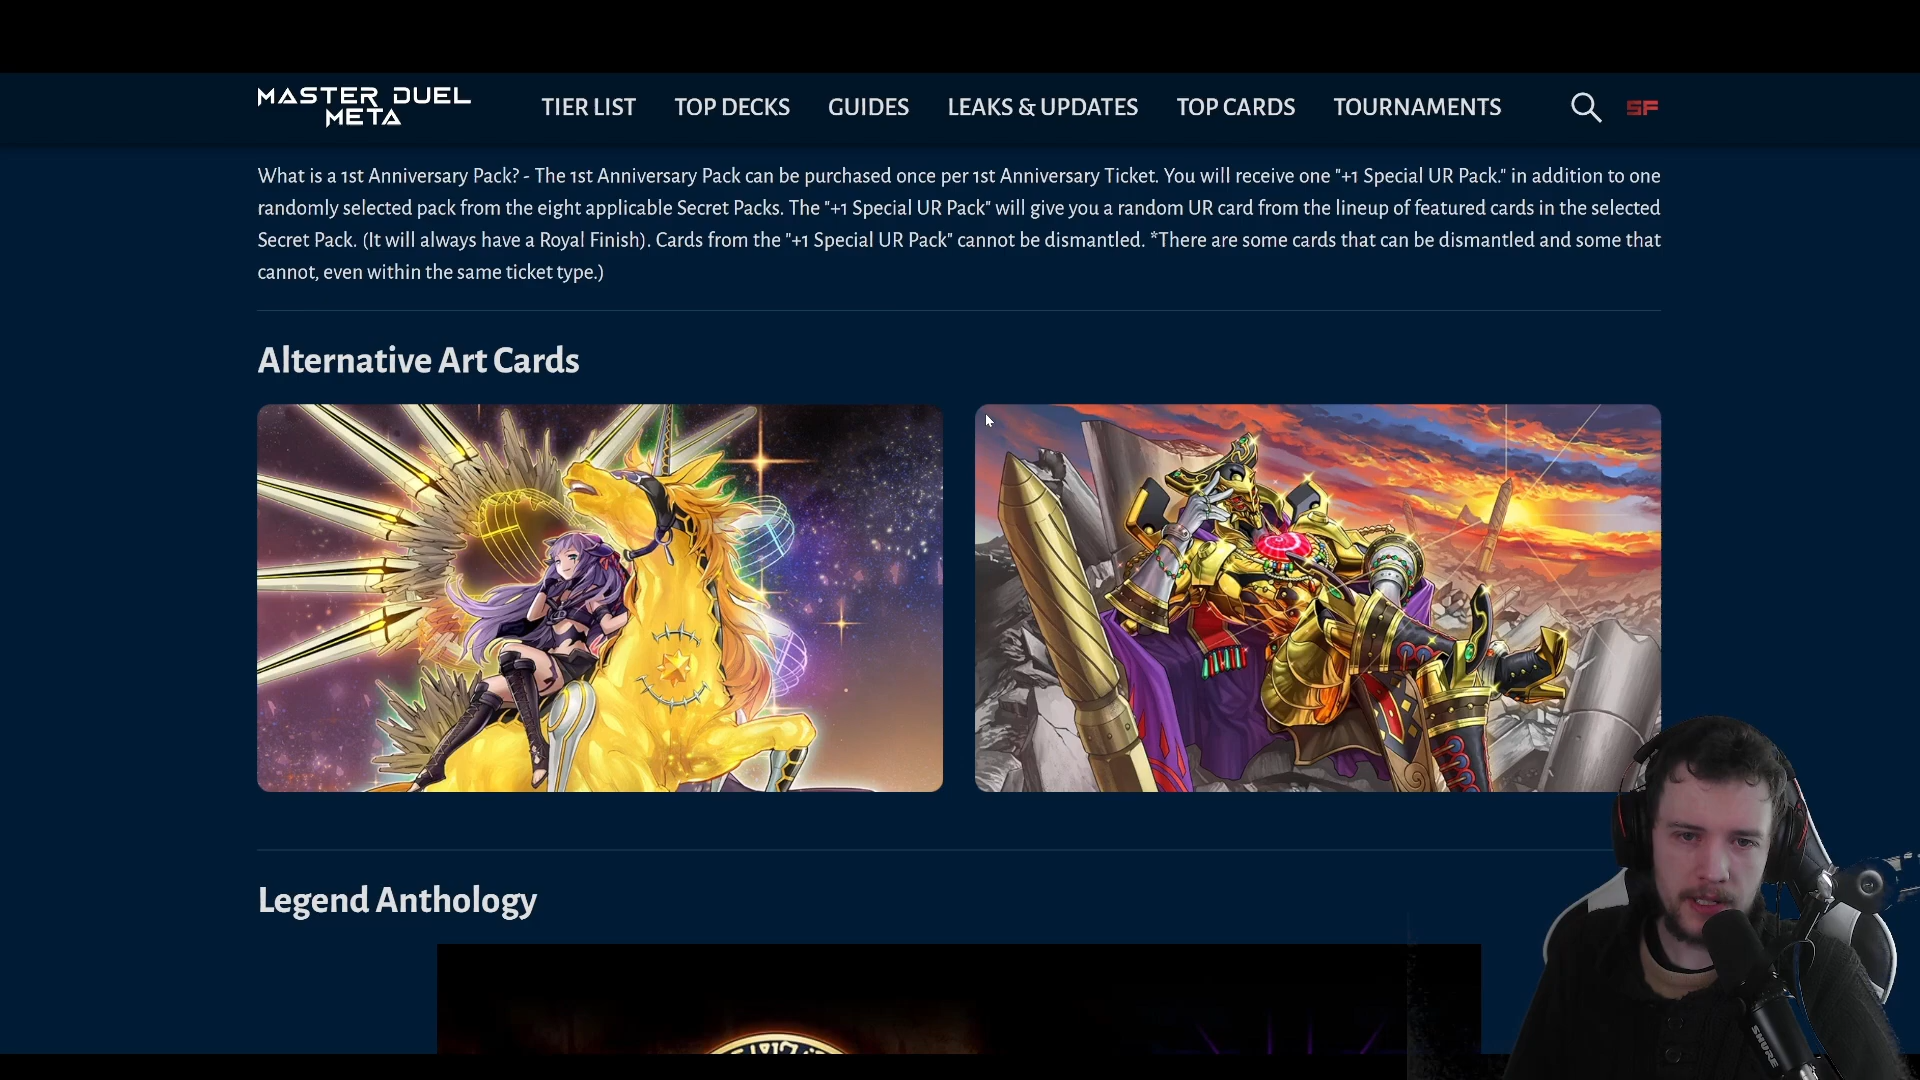 MASTER DUEL
META
TIER LIST
TOP DECKS
GUIDES
LEAKS & UPDATES
TOP CARDS
TOURNAMENTS
SF
What is a 1st Anniversary Pack? - The 1st Anniversary Pack can be purchased once per 1st Anniversary Ticket. You will receive one "+1 Special UR Pack." in addition to one
randomly selected pack from the eight applicable Secret Packs. The "+1 Special UR Pack" will give you a random UR card from the lineup of featured cards in the selected
Secret Pack. (It will always have a Royal Finish). Cards from the "+1 Special UR Pack" cannot be dismantled. *There are some cards that can be dismantled and some that
cannot, even within the same ticket type.)
Alternative Art Cards
Legend Anthology
SHURE